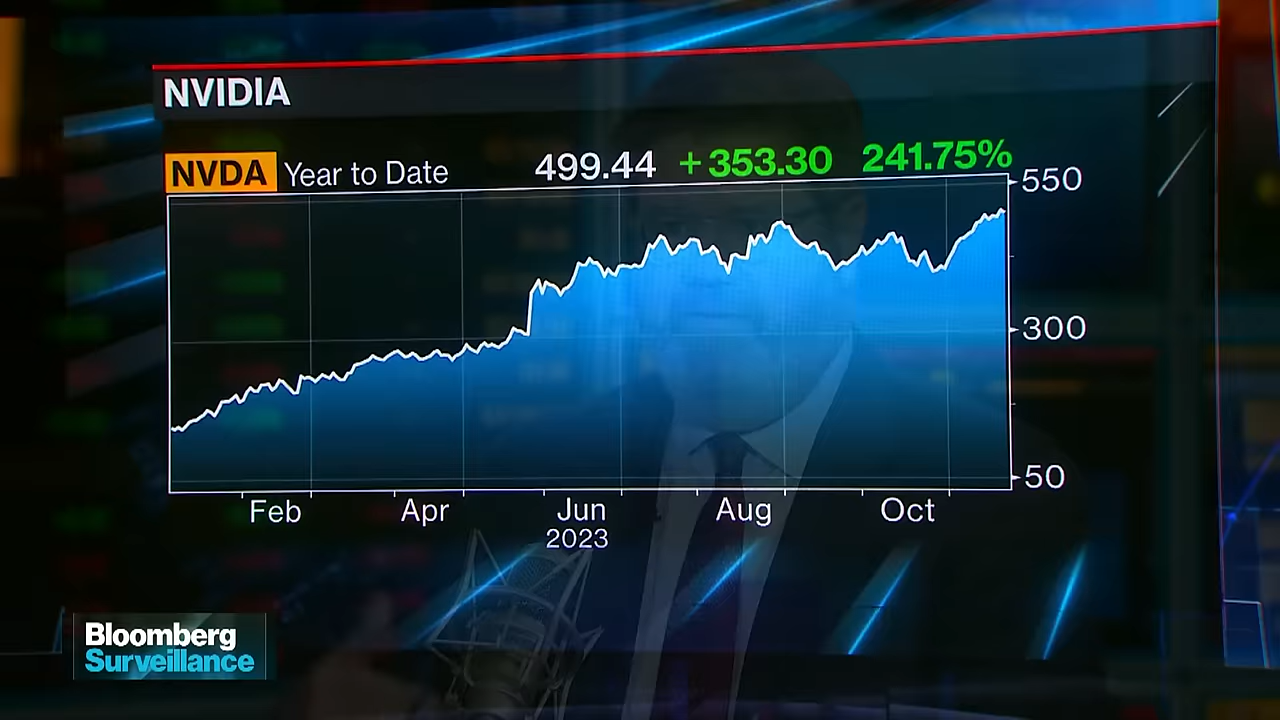 NVIDIA
NVDA Year to Date 499.44 +353.30 241.75%
550
300
50
Feb Apr Jun Aug Oct
2023
Bloomberg
Surveillance